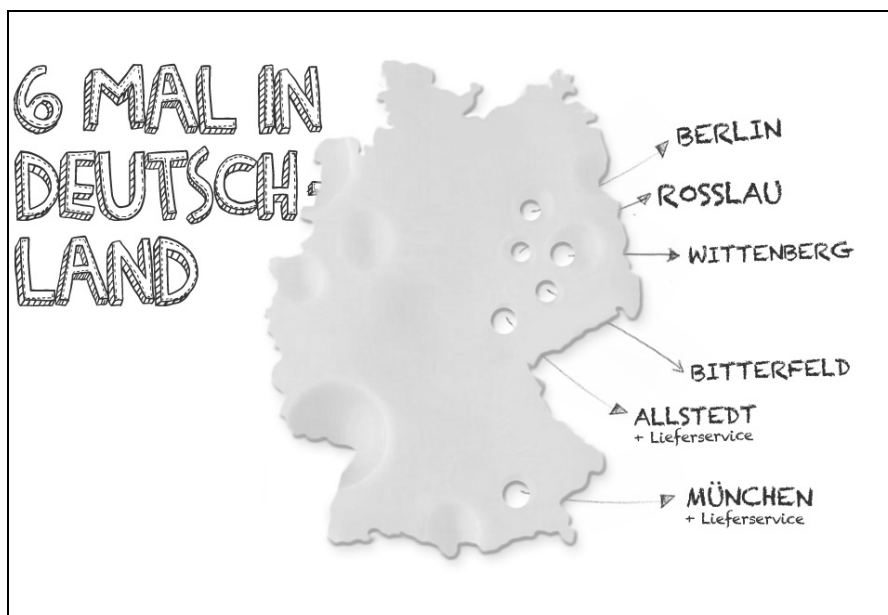 6 MAL IN
DEUTSCH-
LAND
BERLIN
ROSSLAU
WITTENBERG
BITTERFELD
ALLSTEDT
+ Lieferservice
MÜNCHEN
+ Lieferservice